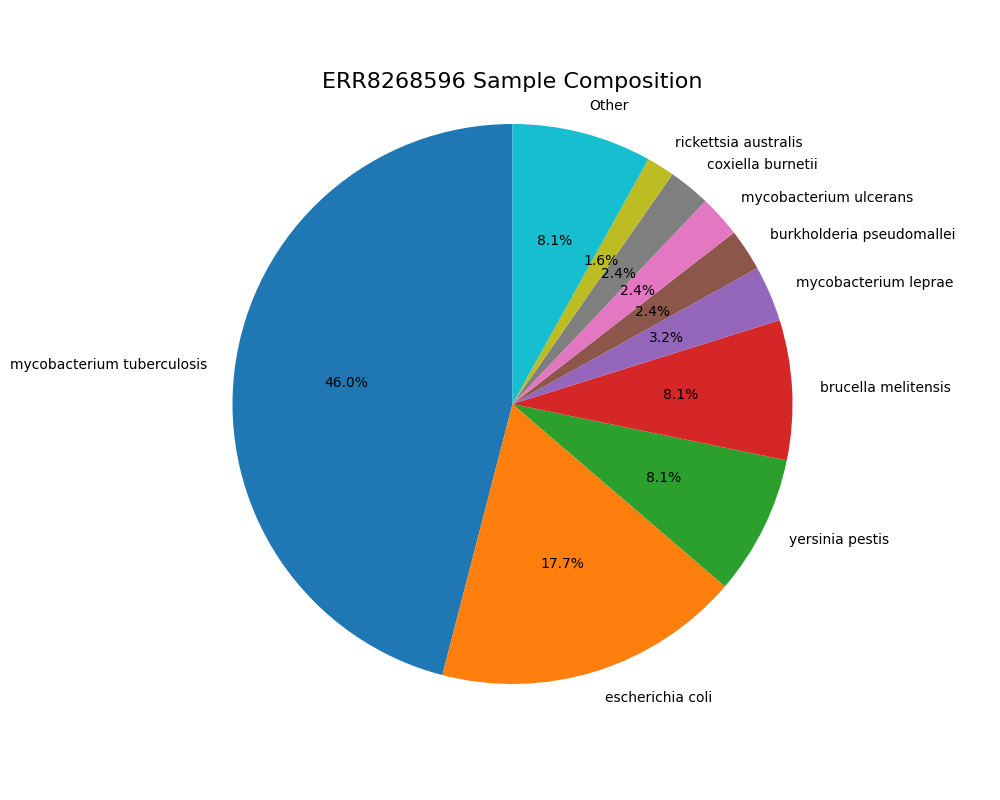 ERR8268596 Sample Composition
Other
rickettsia australis
coxiella burnetii
mycobacterium ulcerans
burkholderia pseudomallei
mycobacterium leprae
brucella melitensis
yersinia pestis
escherichia coli
mycobacterium tuberculosis
8.1%
1.6%
2.4%
2.4%
2.4%
3.2%
8.1%
8.1%
17.7%
46.0%